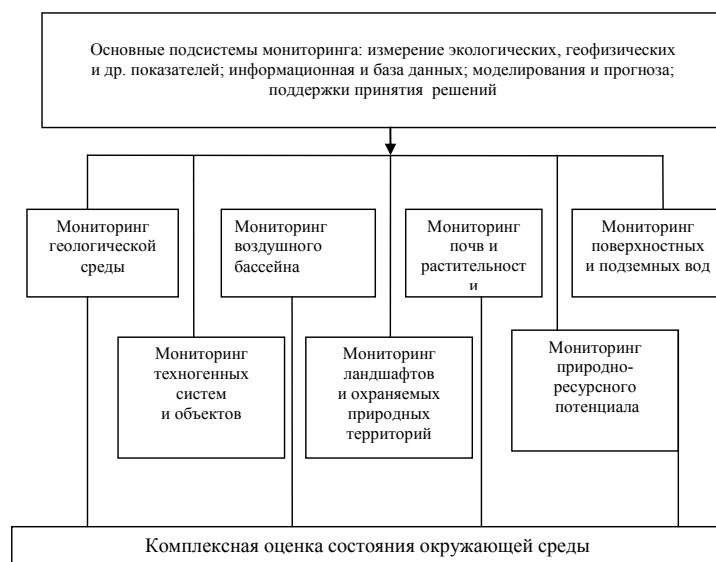 Основные подсистемы мониторинга: измерение экологических, геофизических
и др. показателей; информационная и база данных; моделирования и прогноза;
поддержки принятия решений
Мониторинг
геологической
среды
Мониторинг
воздушного
бассейна
Мониторинг
почв и
растительност
и
Мониторинг
поверхностных
и подземных вод
Мониторинг
техногенных
систем
и объектов
Мониторинг
ландшафтов
и охраняемых
природных
территорий
Мониторинг
природно-
ресурсного
потенциала
Комплексная оценка состояния окружающей среды